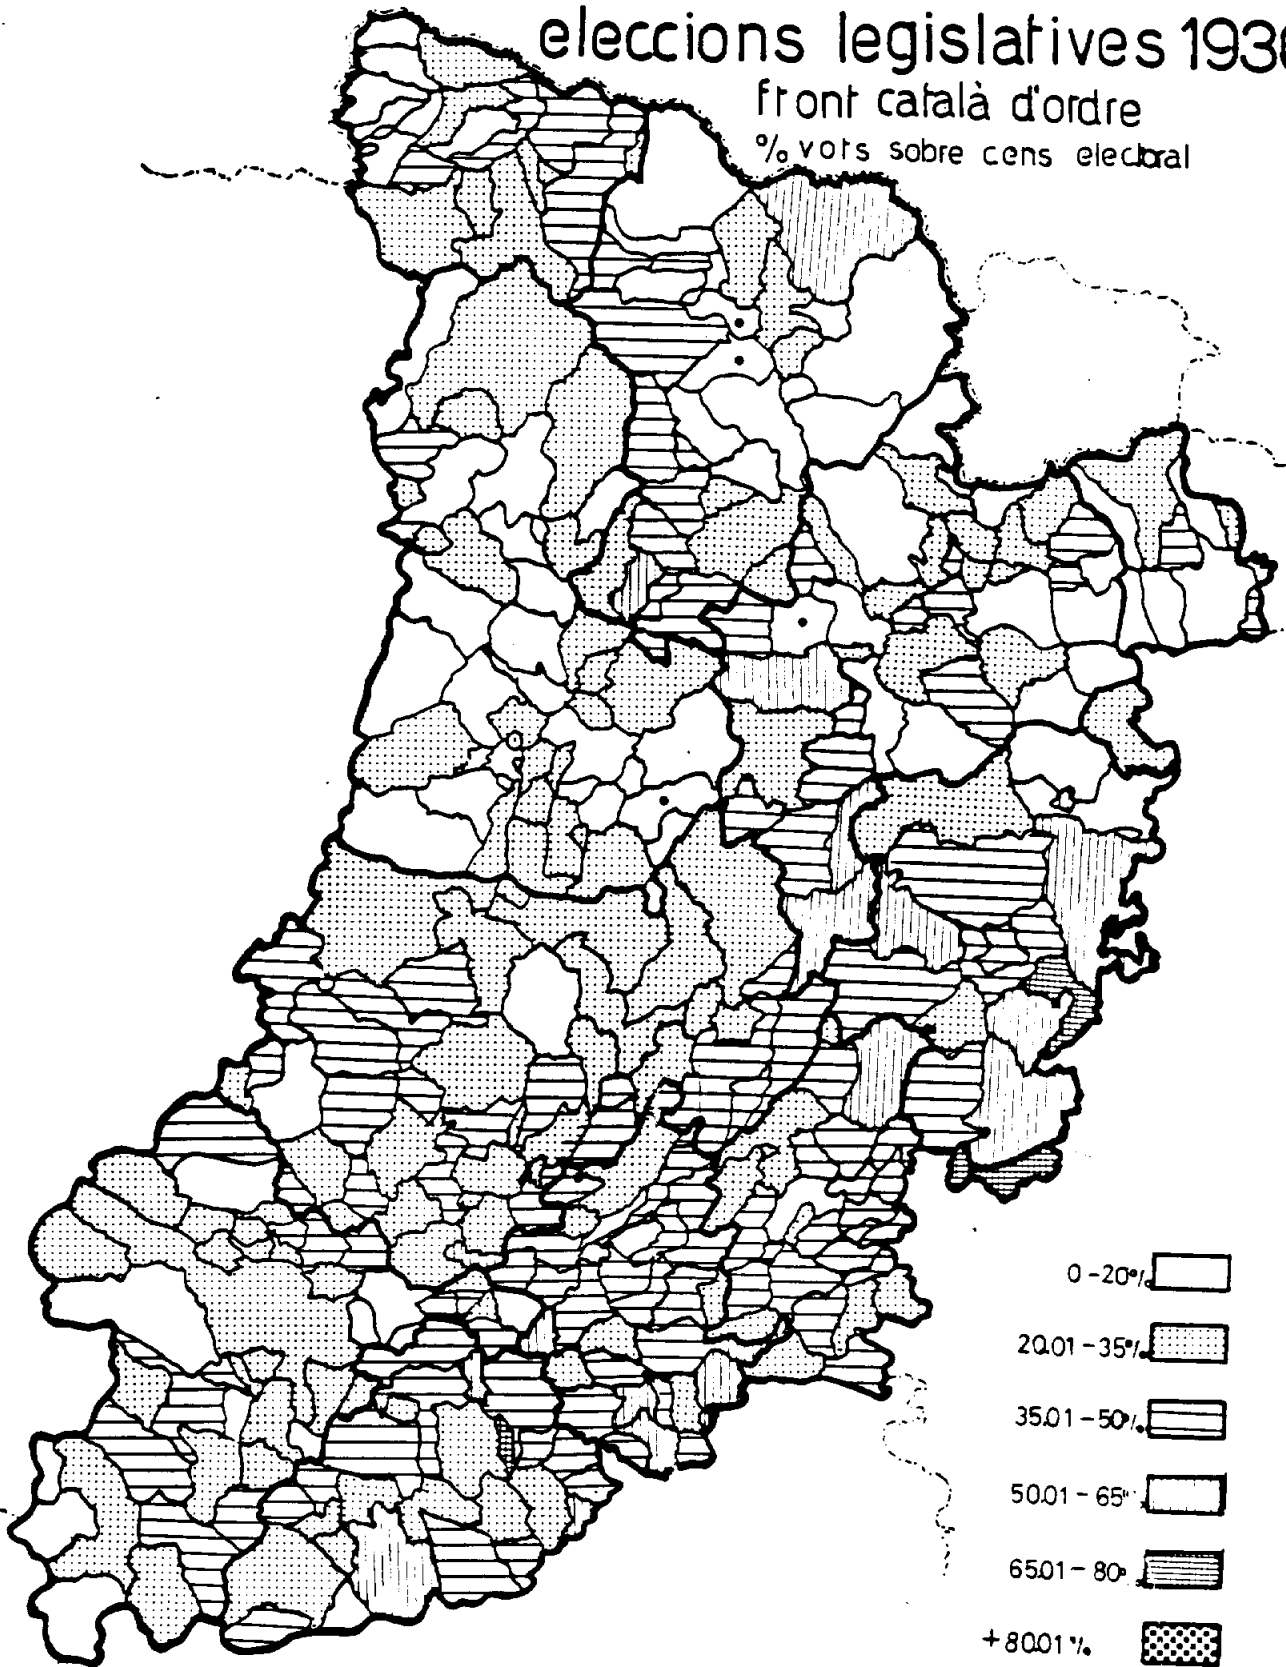 eleccions legislatives 1936
front català d'ordre
% vots sobre cens electoral
0-20%
20.01-35%
35.01-50%
50.01-65
65.01-80
+80.01%